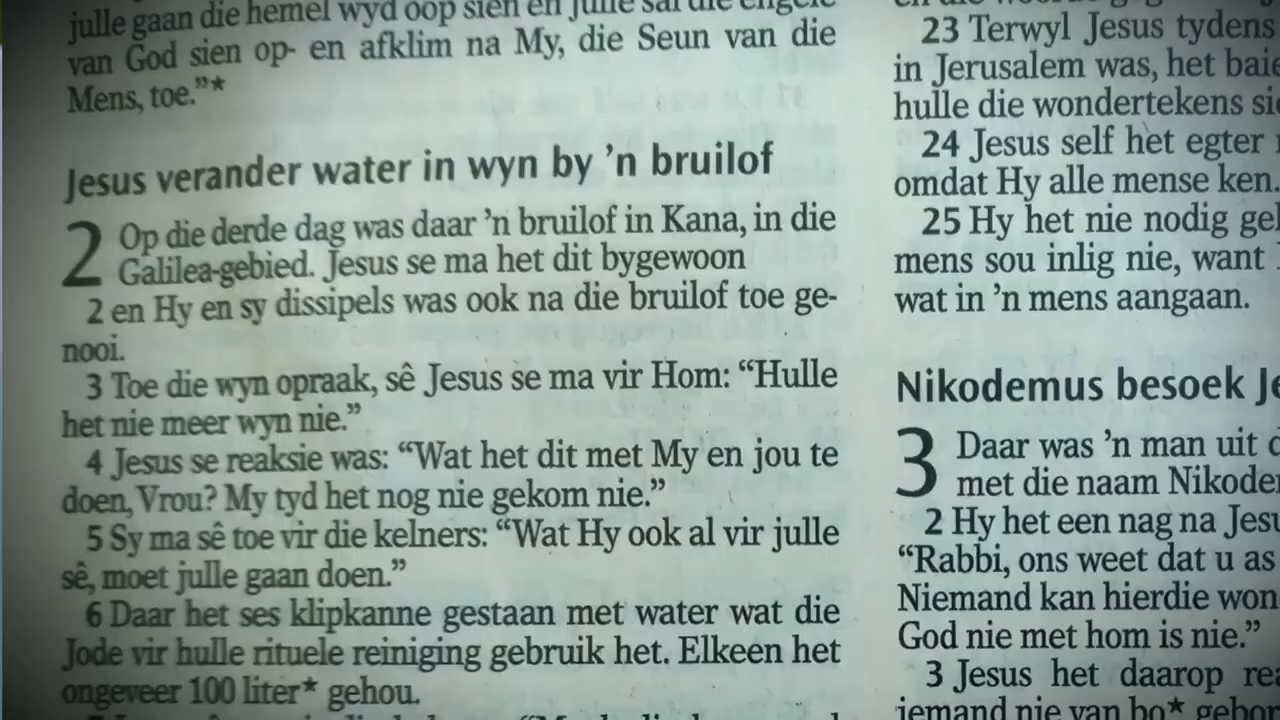 julle gaan die hemel wyd oop sien en julle sal die engele
van God sien op- en afklim na My, die Seun van die
Mens, toe.”*
Jesus verander water in wyn by ’n bruilof
2 Op die derde dag was daar ’n bruilof in Kana, in die
Galilea-gebied. Jesus se ma het dit bygewoon
2 en Hy en sy dissipels was ook na die bruilof toe ge-
nooi.
3 Toe die wyn opraak, sê Jesus se ma vir Hom: “Hulle
het nie meer wyn nie.”
4 Jesus se reaksie was: “Wat het dit met My en jou te
doen, Vrou? My tyd het nog nie gekom nie.”
5 Sy ma sê toe vir die kelners: “Wat Hy ook al vir julle
sê, moet julle gaan doen.”
6 Daar het ses klipkanne gestaan met water wat die
Jode vir hulle rituele reiniging gebruik het. Elkeen het
ongeveer 100 liter* gehou.
23 Terwyl Jesus tydens
in Jerusalem was, het baie
hulle die wondertekens
24 Jesus self het egter
omdat Hy alle mense ken.
25 Hy het nie nodig
mens sou inlig nie, want
wat in ’n mens aangaan.
Nikodemus besoek
3 Daar was ’n man uit
met die naam
2 Hy het een nag na
“Rabbi, ons weet dat u as
Niemand kan hierdie
God nie met hom is nie.”
3 Jesus het daarop
iemand nie van bo*